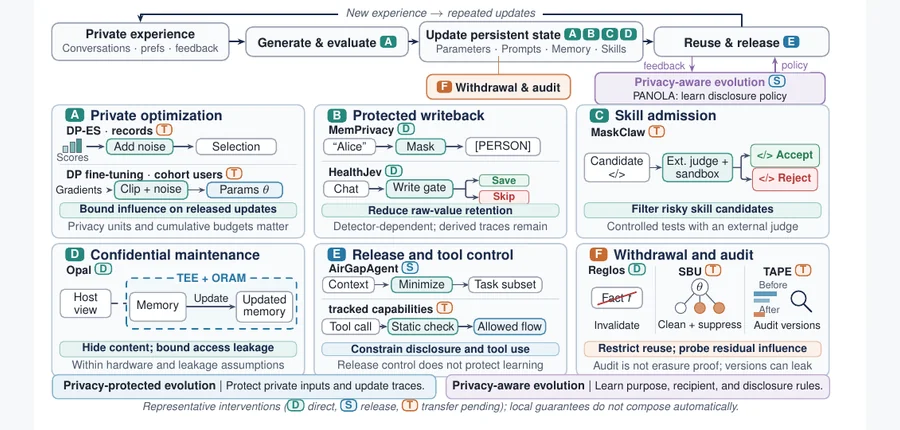 New experience → repeated updates
Private experience
Conversations · prefs · feedback
Generate & evaluate A
Update persistent state A B C D
Parameters · Prompts · Memory · Skills
Reuse & release E
feedback
policy
F Withdrawal & audit
Privacy-aware evolution S
PANOLA: learn disclosure policy
A Private optimization
DP-ES · records T
Scores
Add noise
Selection
DP fine-tuning · cohort users T
Gradients
Clip + noise
Params θ
Bound influence on released updates
Privacy units and cumulative budgets matter
B Protected writeback
MemPrivacy D
“Alice”
Mask
[PERSON]
HealthJev D
Chat
Write gate
Save
Skip
Reduce raw-value retention
Detector-dependent; derived traces remain
C Skill admission
MaskClaw T
Candidate
</>
Ext. judge +
sandbox
</> Accept
</> Reject
Filter risky skill candidates
Controlled tests with an external judge
D Confidential maintenance
Opal D
TEE + ORAM
Host
view
Memory
Update
Updated
memory
Hide content; bound access leakage
Within hardware and leakage assumptions
E Release and tool control
AirGapAgent S
Context
Minimize
Task subset
tracked capabilities T
Tool call
Static check
Allowed flow
Constrain disclosure and tool use
Release control does not protect learning
F Withdrawal and audit
Reglos D
Fact
Invalidate
SBU T
θ
Clean + suppress
TAPE T
Before
After
Audit versions
Restrict reuse; probe residual influence
Audit is not erasure proof; versions can leak
Privacy-protected evolution | Protect private inputs and update traces.
Privacy-aware evolution | Learn purpose, recipient, and disclosure rules.
Representative interventions (D direct, S release, T transfer pending); local guarantees do not compose automatically.